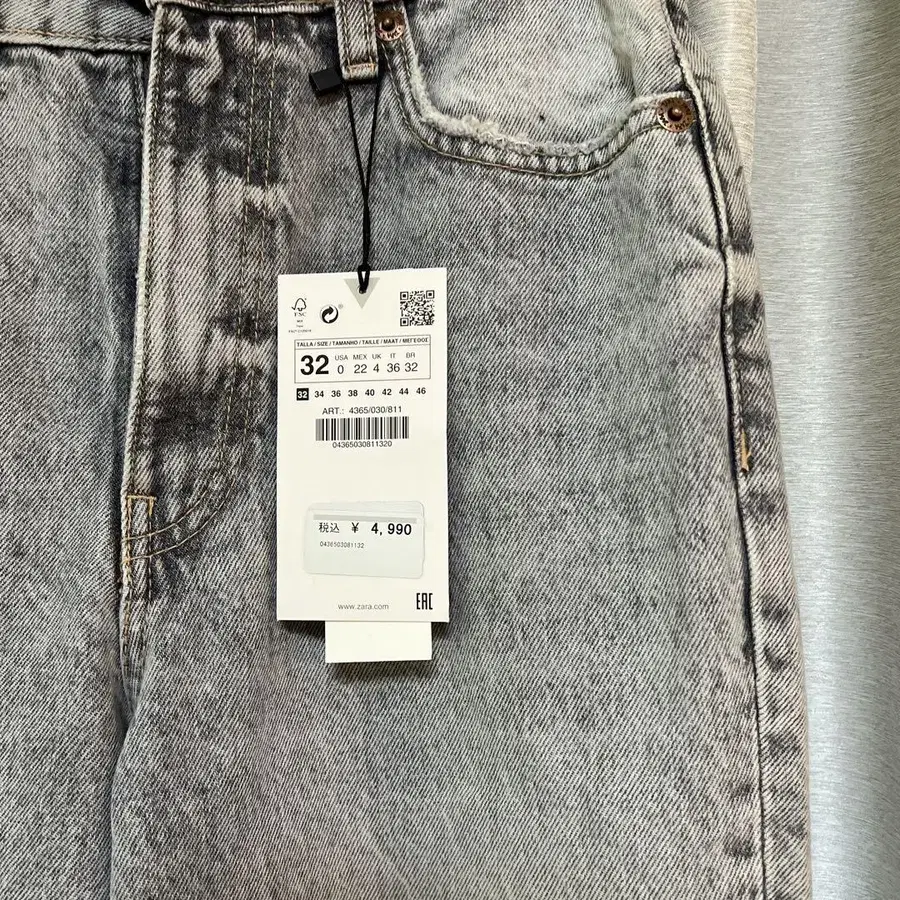 FSC
MIX
TALLA / SIZE / TAMANHO / TAILLE / MAAT / ΜΕΓΕΘΟΣ
32
USA MEX UK IT BR
0 22 4 36 32
32 34 36 38 40 42 44 46
ART.: 4365/030/811
04365030811320
税込 ¥ 4,990
0436503081132
www.zara.com
EAC